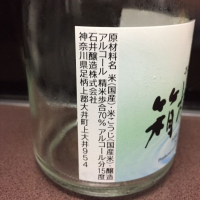 原材料名 米(国産)・米こうじ(国産米)・醸造
アルコール 精米歩合70% アルコール分15度
石井醸造株式会社
神奈川県足柄上郡大井町上大井954
箱